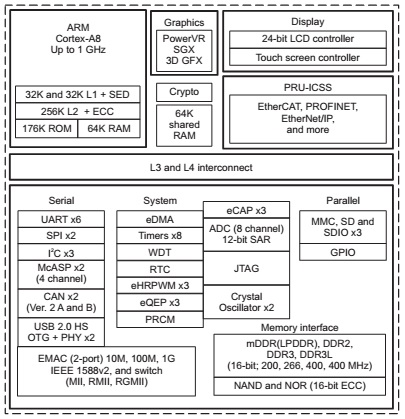 ARM
Cortex-A8
Up to 1 GHz
32K and 32K L1 + SED
256K L2 + ECC
176K ROM
64K RAM
Graphics
PowerVR
SGX
3D GFX
Crypto
64K
shared
RAM
Display
24-bit LCD controller
Touch screen controller
PRU-ICSS
EtherCAT, PROFINET,
EtherNet/IP,
and more
L3 and L4 interconnect
Serial
UART x6
SPI x2
I²C x3
McASP x2
(4 channel)
CAN x2
(Ver. 2 A and B)
USB 2.0 HS
OTG + PHY x2
EMAC (2-port) 10M, 100M, 1G
IEEE 1588v2, and switch
(MII, RMII, RGMII)
System
eDMA
Timers x8
WDT
RTC
eHRPWM x3
eQEP x3
PRCM
eCAP x3
ADC (8 channel)
12-bit SAR
JTAG
Crystal
Oscillator x2
Parallel
MMC, SD and
SDIO x3
GPIO
Memory interface
mDDR(LPDDR), DDR2,
DDR3, DDR3L
(16-bit; 200, 266, 400, 400 MHz)
NAND and NOR (16-bit ECC)